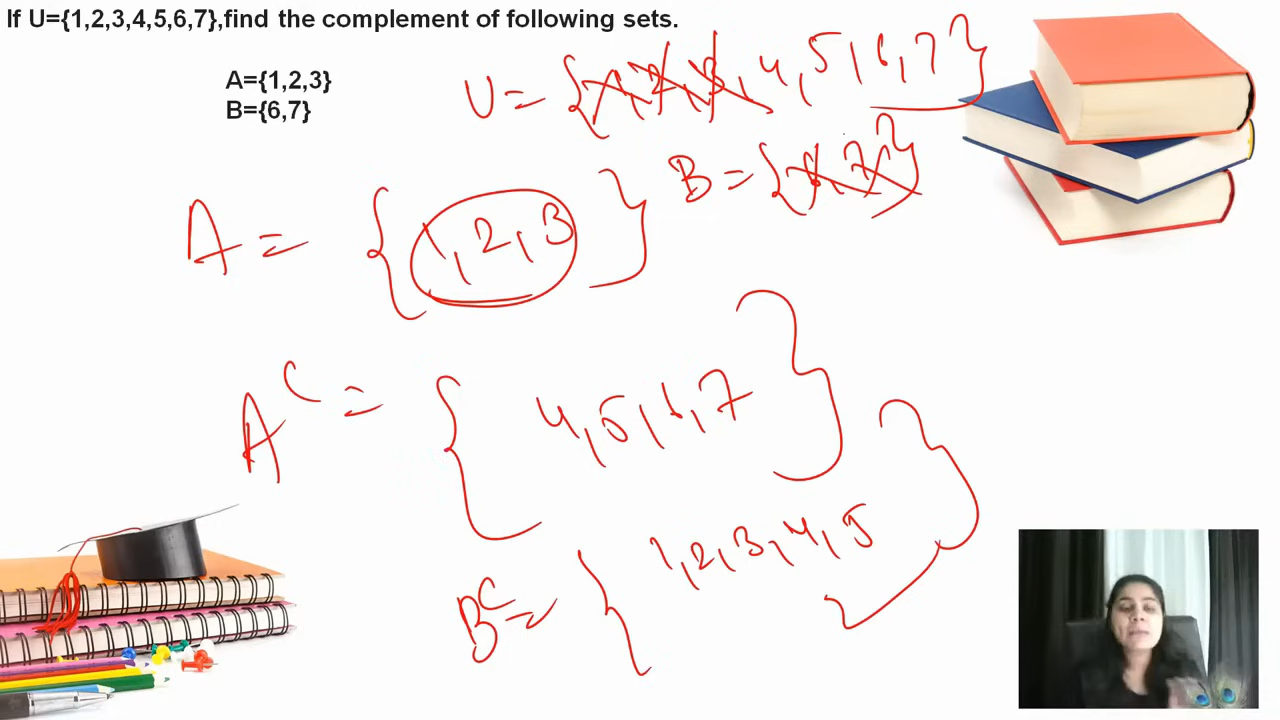 If U={1,2,3,4,5,6,7},find the complement of following sets.
A={1,2,3}
B={6,7}
U = {1,2,3,4,5,6,7}
B = {6,7}
A = {1,2,3}
A^C = {4,5,6,7}
B^C = {1,2,3,4,5}